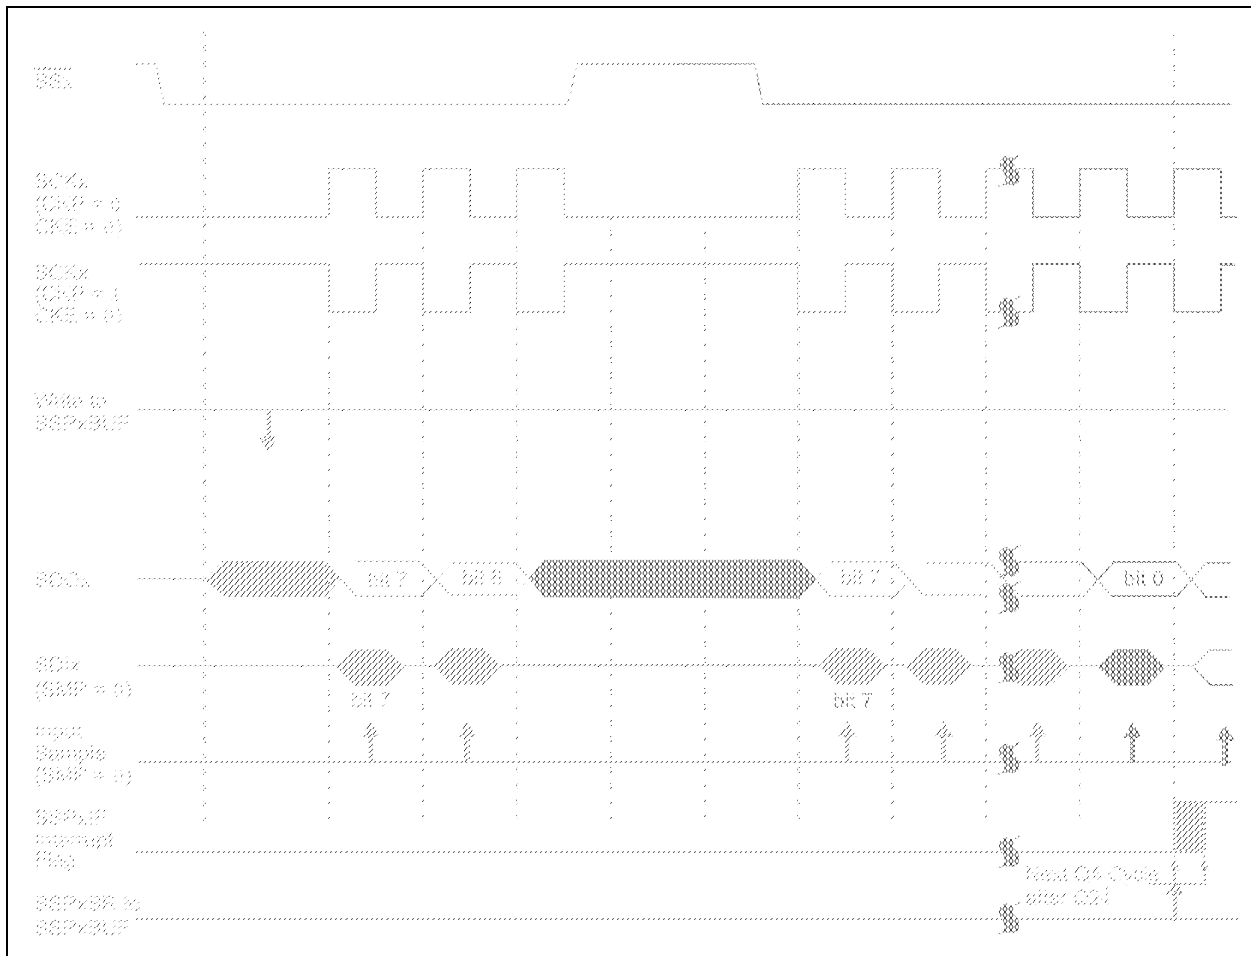 SSx
SCKx
(CKP = 0
CKE = 0)
SCKx
(CKP = 1
CKE = 0)
Write to
SSPxBUF
SDOx
bit 7
bit 6
bit 7
bit 0
SDIx
(SMP = 0)
bit 7
bit 7
Input
Sample
(SMP = 0)
SSPxIF
Interrupt
Flag
Next Q4 Cycle
after Q2↓
SSPxSR to
SSPxBUF